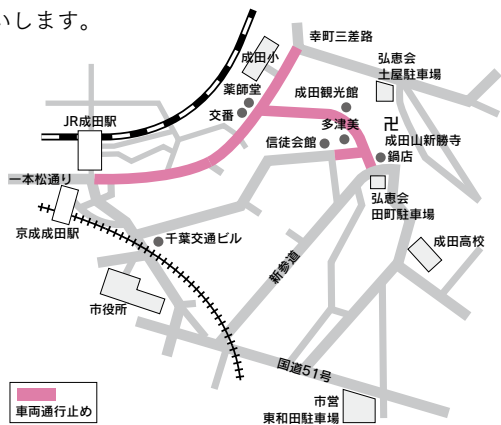 いします。
幸町三差路
成田小
弘恵会
土屋駐車場
薬師堂
成田観光館
交番
多津美
卍
JR成田駅
信徒会館
成田山新勝寺
鍋店
一本松通り
弘恵会
田町駐車場
京成成田駅
千葉交通ビル
成田高校
新参道
市役所
国道51号
市営
東和田駐車場
車両通行止め